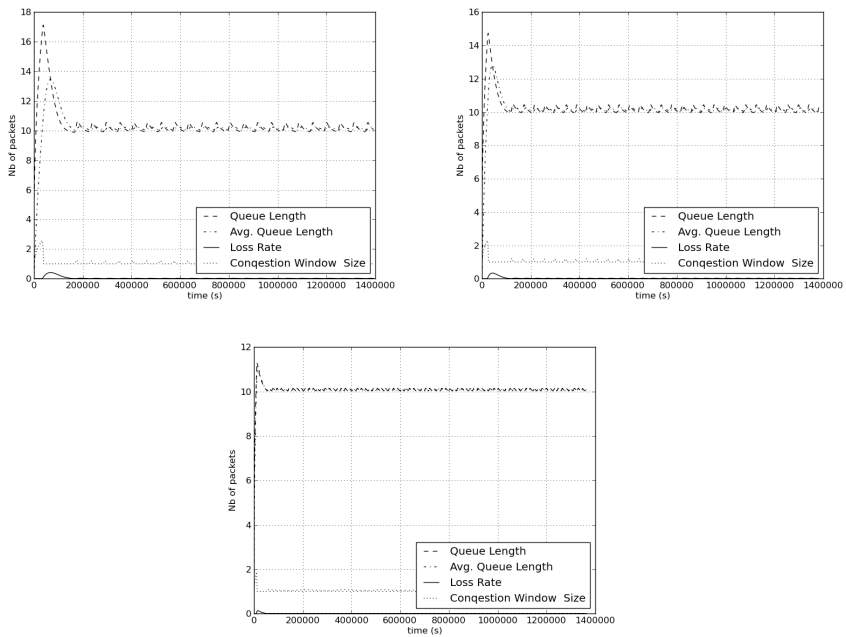 18
16
14
12
10
8
6
4
2
0
Nb of packets
0 200000 400000 600000 800000 1000000 1200000 1400000
time (s)
Queue Length
Avg. Queue Length
Loss Rate
Conqestion Window Size
16
14
12
10
8
6
4
2
0
Nb of packets
0 200000 400000 600000 800000 1000000 1200000 1400000
time (s)
Queue Length
Avg. Queue Length
Loss Rate
Conqestion Window Size
12
10
8
6
4
2
0
Nb of packets
0 200000 400000 600000 800000 1000000 1200000 1400000
time (s)
Queue Length
Avg. Queue Length
Loss Rate
Conqestion Window Size